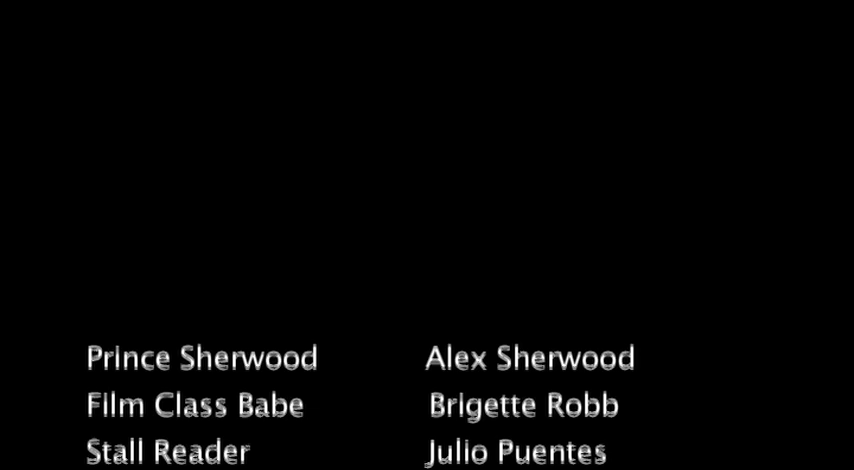 Prince Sherwood Alex Sherwood
Film Class Babe Brigette Robb
Stall Reader Julio Puentes